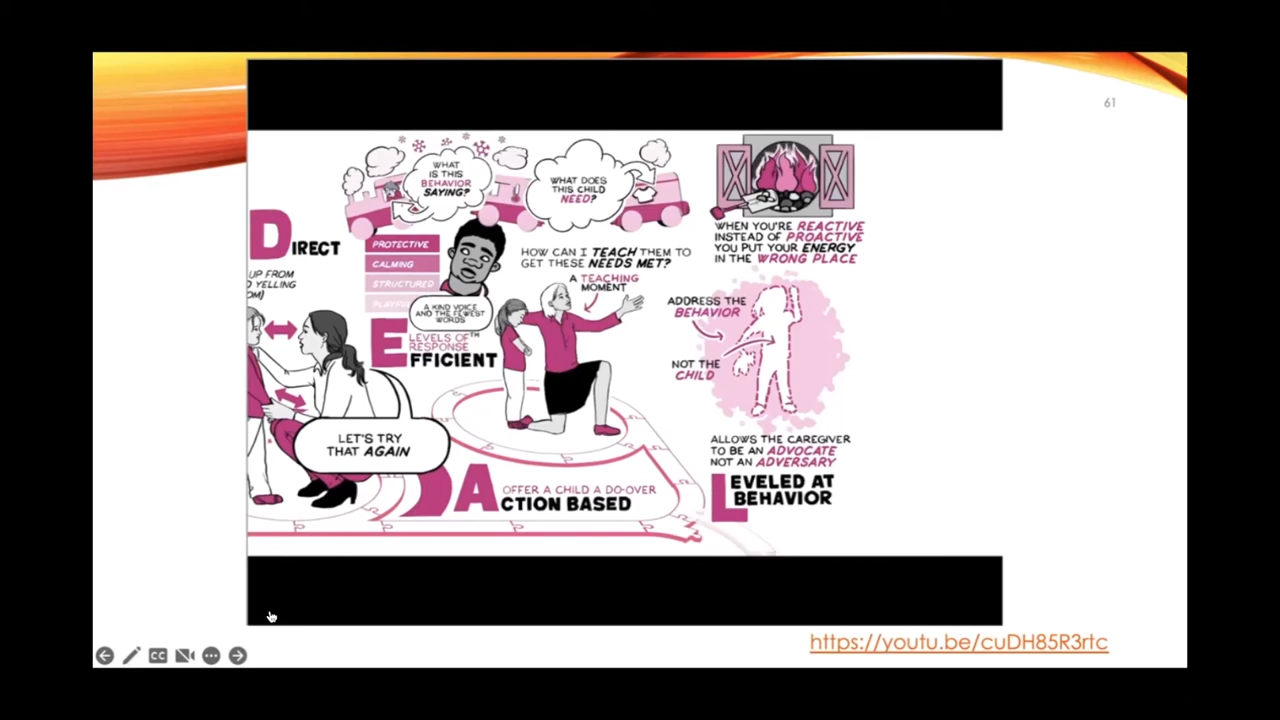 61
WHAT
IS THIS
BEHAVIOR
SAYING?
WHAT DOES
THIS CHILD
NEED?
DIRECT
UP FROM
YELLING
PROTECTIVE
CALMING
STRUCTURED
A KIND VOICE
AND THE FEWEST
WORDS
LEVELS OF™
RESPONSE
EFFICIENT
HOW CAN I TEACH THEM TO
GET THESE NEEDS MET?
A TEACHING
MOMENT
LET'S TRY
THAT AGAIN
OFFER A CHILD A DO-OVER
ACTION BASED
WHEN YOU'RE REACTIVE
INSTEAD OF PROACTIVE
YOU PUT YOUR ENERGY
IN THE WRONG PLACE
ADDRESS THE
BEHAVIOR
NOT THE
CHILD
ALLOWS THE CAREGIVER
TO BE AN ADVOCATE
NOT AN ADVERSARY
LEVELED AT
BEHAVIOR
CC
https://youtu.be/cuDH85R3rtc